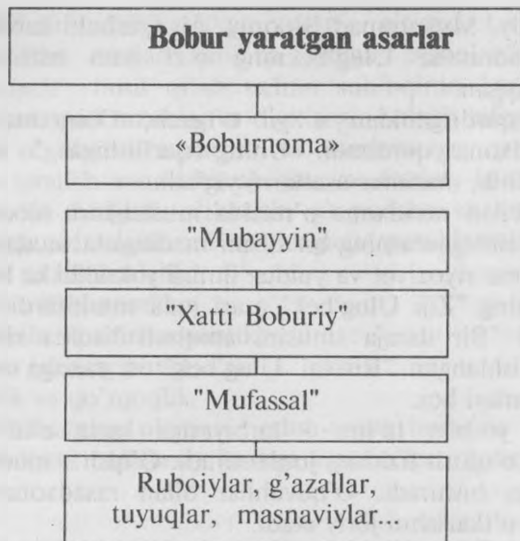 Bobur yaratgan asarlar
«Boburnoma»
"Mubayyin"
"Xatti Boburiy"
"Mufassal"
Ruboiylar, g'azallar,
tuyuqlar, masnaviylar...